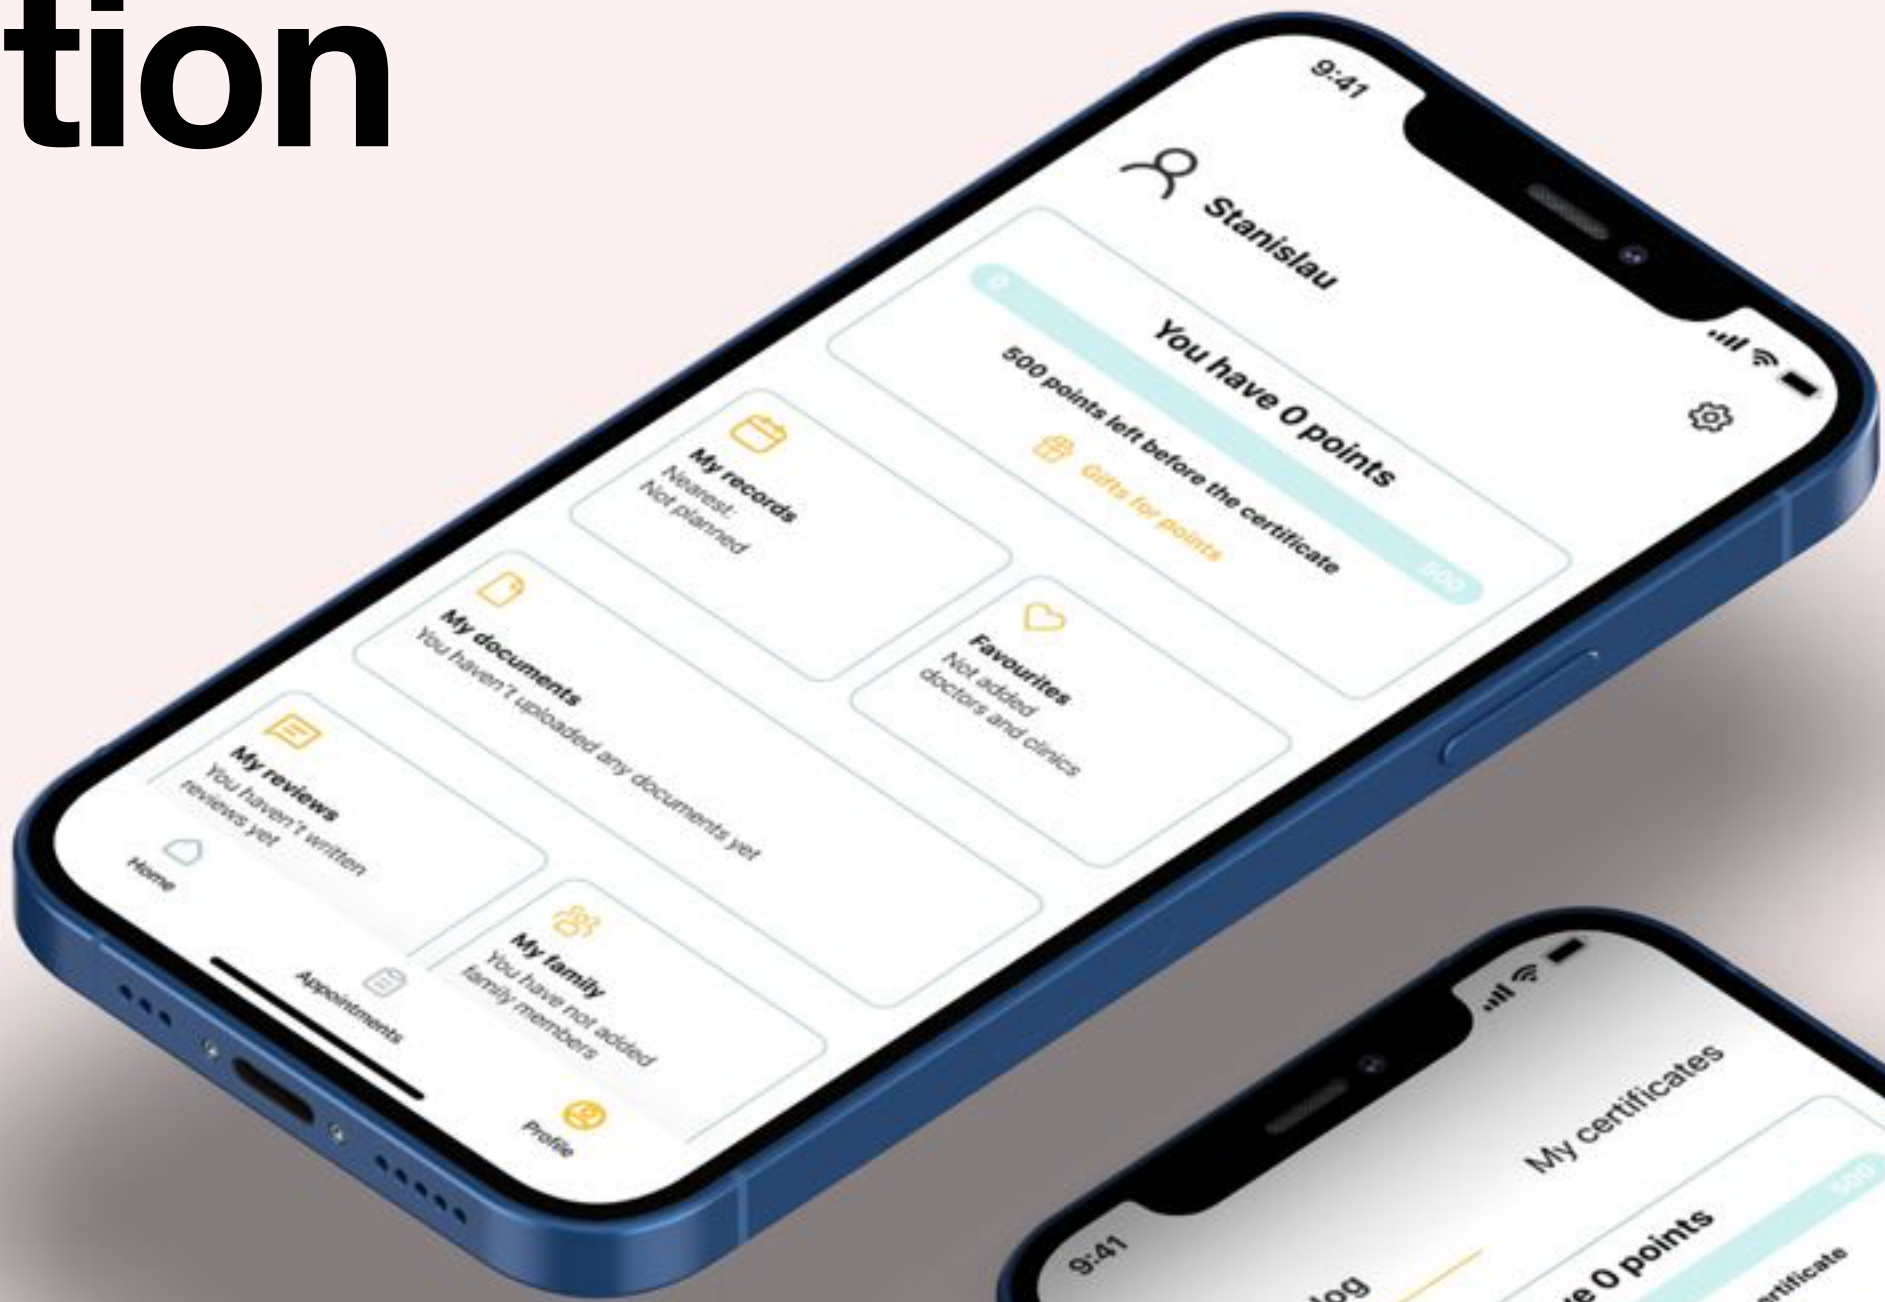 tion
9:41
Stanislau
You have 0 points
0
500
500 points left before the certificate
Gifts for points
My records
Nearest:
Not planned
Favourites
Not added
doctors and clinics
My documents
You haven't uploaded any documents yet
My reviews
You haven't written
reviews yet
My family
You have not added
family members
Home
Appointments
Profile
9:41
My certificates
log
ve 0 points
500
ertificate